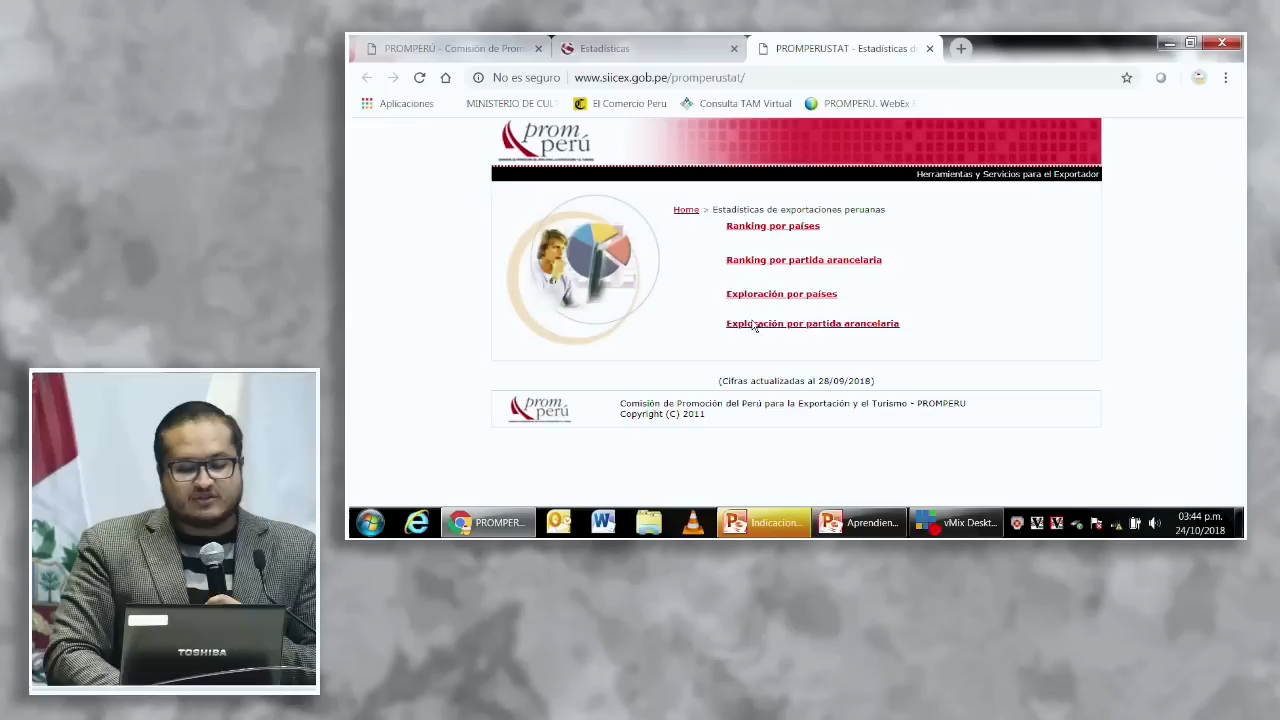 PROMPERÚ - Comisión de Prom
Estadísticas
PROMPERUSTAT - Estadísticas de
No es seguro
www.siicex.gob.pe/promperustat/
Aplicaciones
MINISTERIO DE CUL
El Comercio Peru
Consulta TAM Virtual
PROMPERU. WebEx E
prom
perú
Herramientas y Servicios para el Exportador
Home > Estadísticas de exportaciones peruanas
Ranking por países
Ranking por partida arancelaria
Exploración por países
Exploración por partida arancelaria
(Cifras actualizadas al 28/09/2018)
prom
perú
Comisión de Promoción del Perú para la Exportación y el Turismo - PROMPERU
Copyright (C) 2011
PROMPER...
Indicacion...
Aprendien...
vMix Deskt...
03:44 p.m.
24/10/2018
TOSHIBA